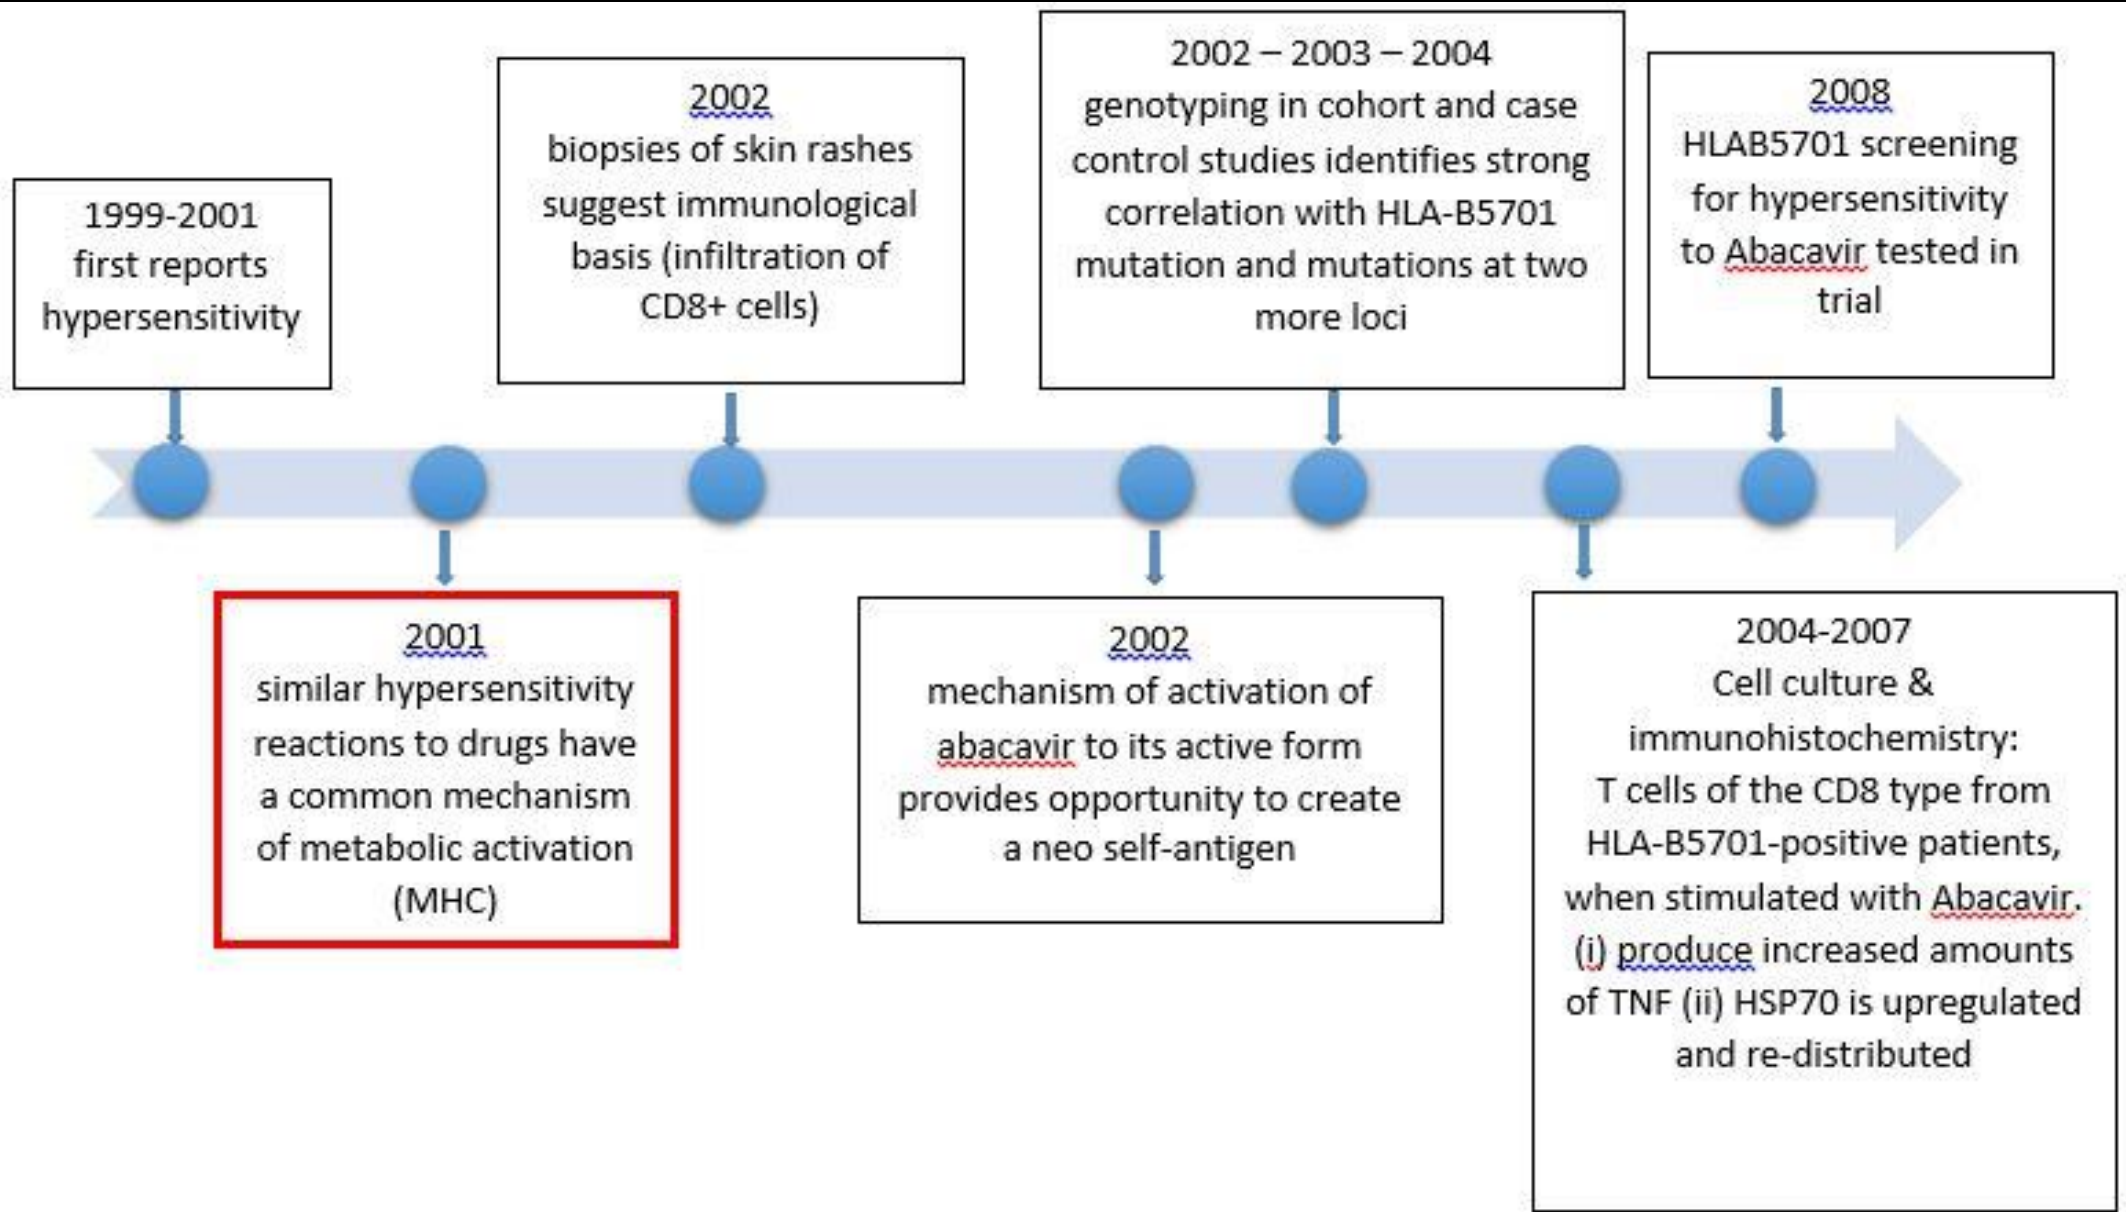 1999-2001
first reports
hypersensitivity
2001
similar hypersensitivity
reactions to drugs have
a common mechanism
of metabolic activation
(MHC)
2002
biopsies of skin rashes
suggest immunological
basis (infiltration of
CD8+ cells)
2002
mechanism of activation of
abacavir to its active form
provides opportunity to create
a neo self-antigen
2002 – 2003 – 2004
genotyping in cohort and case
control studies identifies strong
correlation with HLA-B5701
mutation and mutations at two
more loci
2004-2007
Cell culture &
immunohistochemistry:
T cells of the CD8 type from
HLA-B5701-positive patients,
when stimulated with Abacavir.
(i) produce increased amounts
of TNF (ii) HSP70 is upregulated
and re-distributed
2008
HLAB5701 screening
for hypersensitivity
to Abacavir tested in
trial